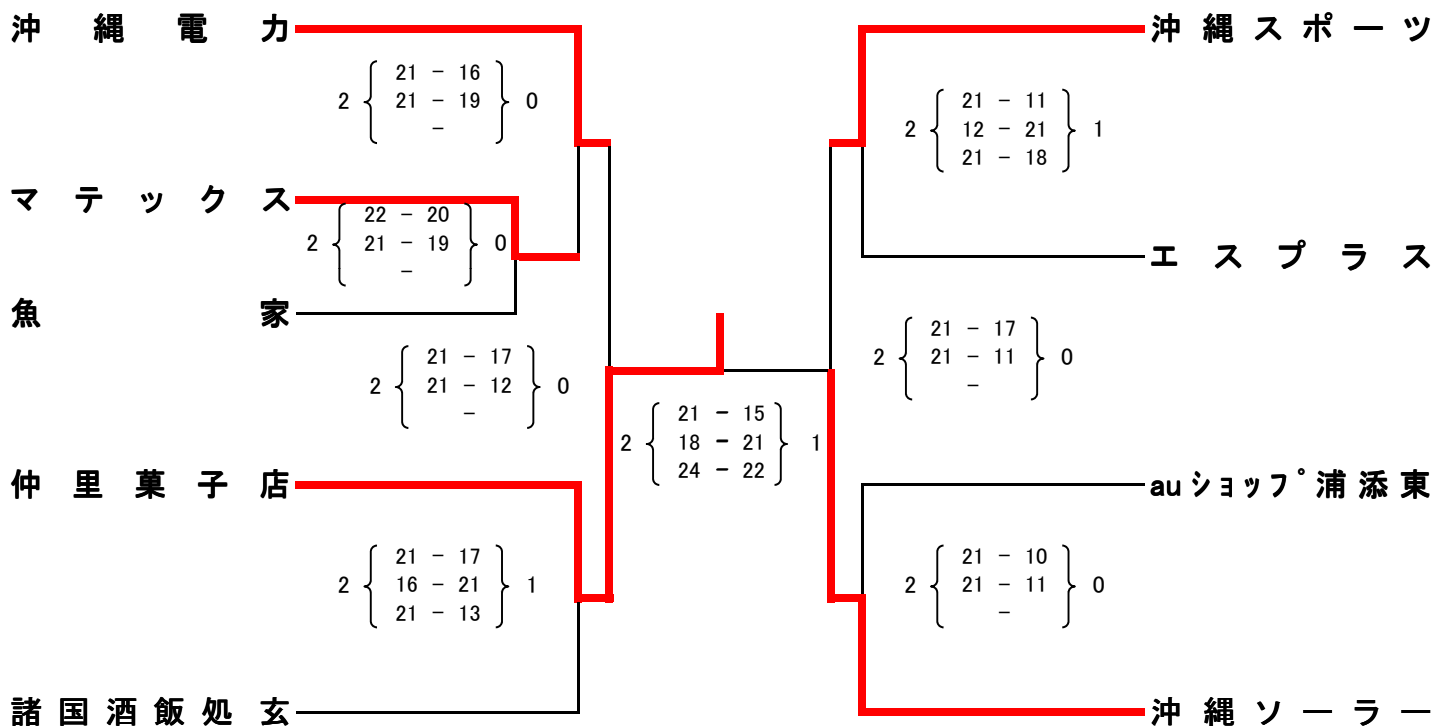 沖縄電力
2 { 21 - 16 } 0
21 - 19
-
マテックス
2 { 22 - 20 } 0
21 - 19
-
魚家
2 { 21 - 17 } 0
21 - 12
-
仲里菓子店
2 { 21 - 17 } 1
16 - 21
21 - 13
諸国酒飯処玄
2 { 21 - 15 } 1
18 - 21
24 - 22
沖縄スポーツ
2 { 21 - 11 } 1
12 - 21
21 - 18
エスプラス
2 { 21 - 17 } 0
21 - 11
-
auショップ浦添東
2 { 21 - 10 } 0
21 - 11
-
沖縄ソーラー